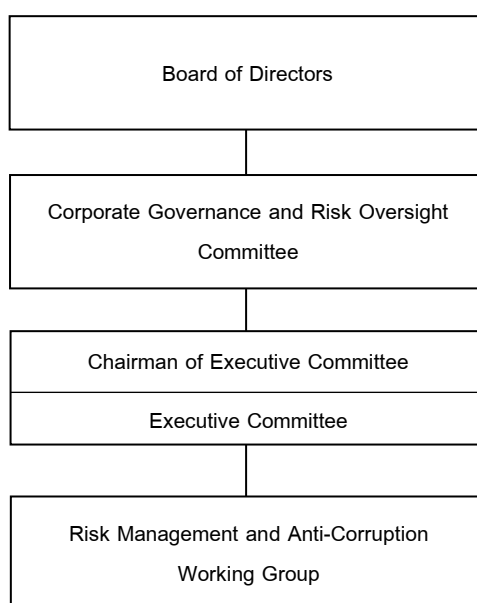 Board of Directors
Corporate Governance and Risk Oversight
Committee
Chairman of Executive Committee
Executive Committee
Risk Management and Anti-Corruption
Working Group